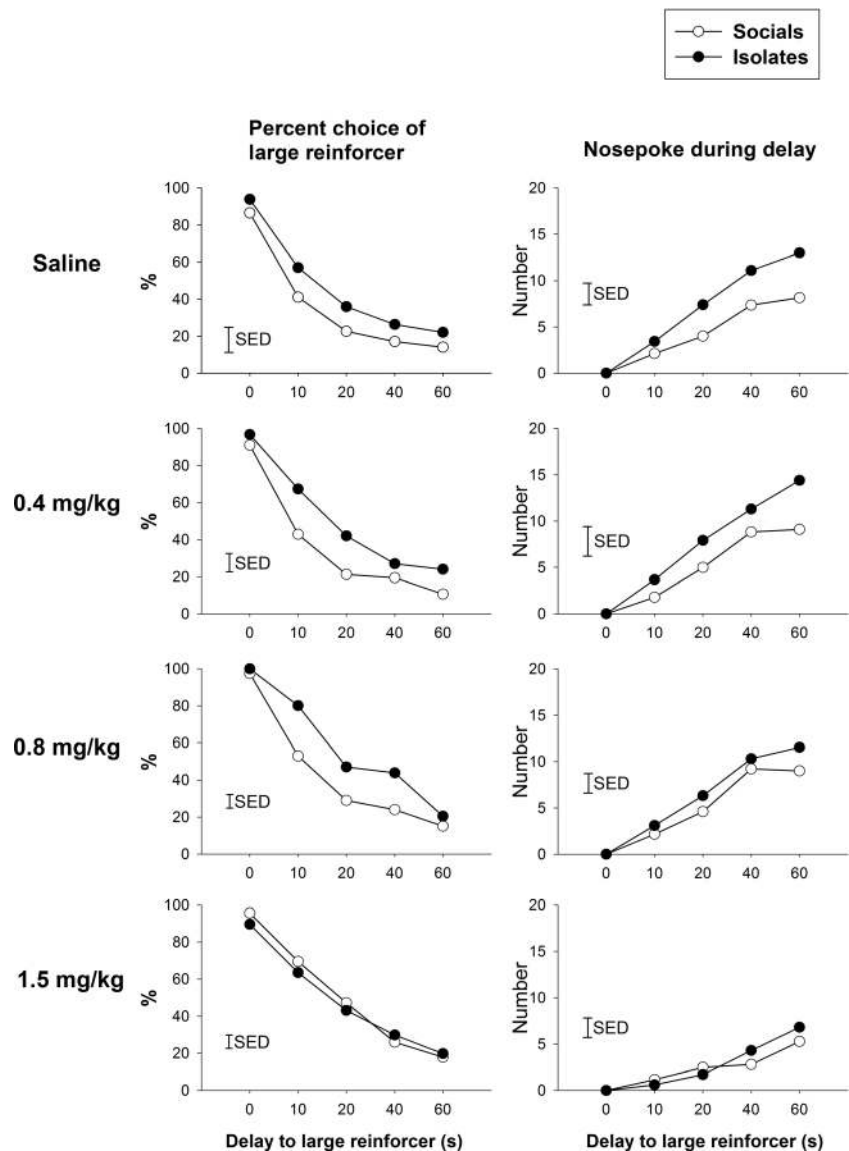 Socials
Isolates
Percent choice of
large reinforcer
Nosepoke during delay
Saline
%
100
80
60
40
20
0
SED
0 10 20 40 60
Number
20
15
10
5
0
SED
0 10 20 40 60
0.4 mg/kg
%
100
80
60
40
20
0
SED
0 10 20 40 60
Number
20
15
10
5
0
SED
0 10 20 40 60
0.8 mg/kg
%
100
80
60
40
20
0
SED
0 10 20 40 60
Number
20
15
10
5
0
SED
0 10 20 40 60
1.5 mg/kg
%
100
80
60
40
20
0
SED
0 10 20 40 60
Delay to large reinforcer (s)
Number
20
15
10
5
0
SED
0 10 20 40 60
Delay to large reinforcer (s)